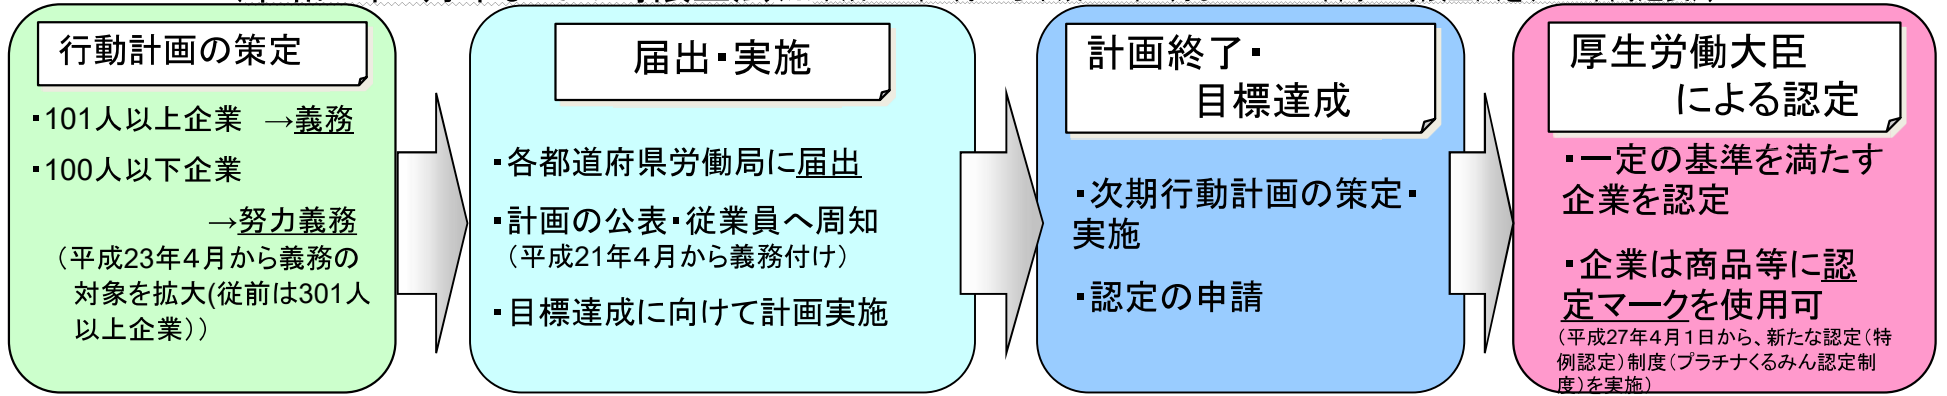 行動計画の策定
・101人以上企業 →義務
・100人以下企業
→努力義務
(平成23年4月から義務の
対象を拡大(従前は301人
以上企業))
届出・実施
・各都道府県労働局に届出
・計画の公表・従業員へ周知
(平成21年4月から義務付け)
・目標達成に向けて計画実施
計画終了・
目標達成
・次期行動計画の策定・
実施
・認定の申請
厚生労働大臣
による認定
・一定の基準を満たす
企業を認定
・企業は商品等に認
定マークを使用可
(平成27年4月1日から、新たな認定(特
例認定)制度(プラチナくるみん認定制
度)を実施)